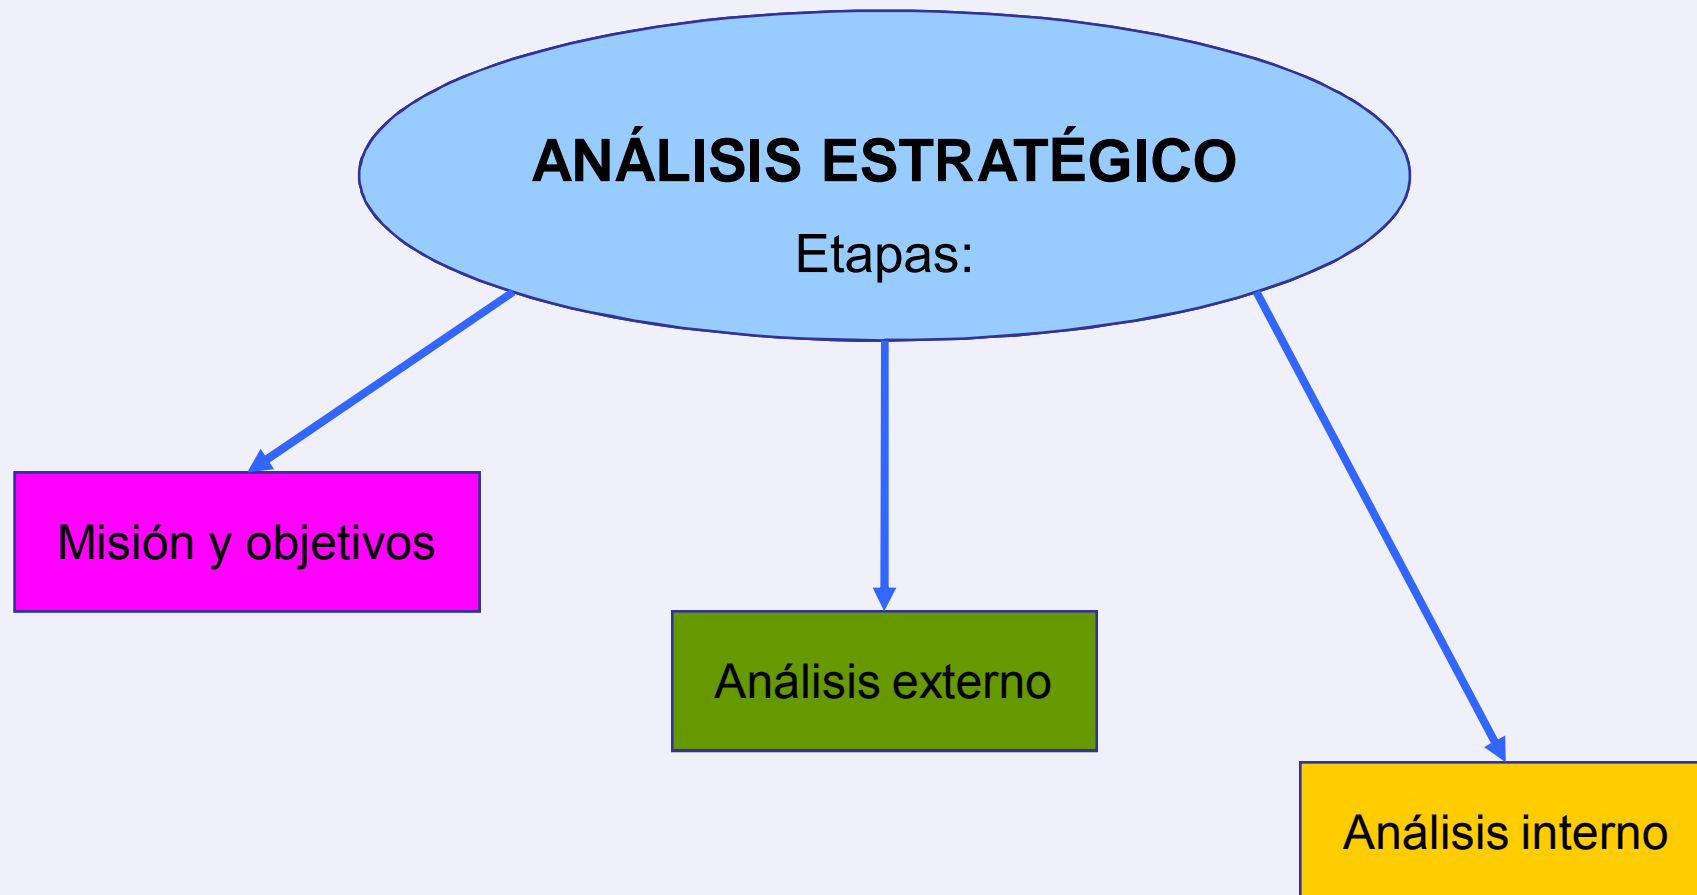 ANÁLISIS ESTRATÉGICO
Etapas:
Misión y objetivos
Análisis externo
Análisis interno